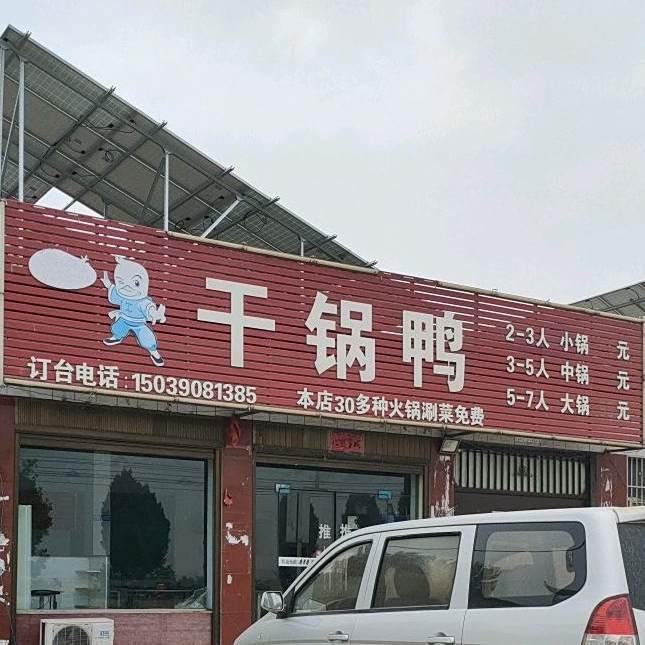 干锅鸭
2-3人 小锅 元
3-5人 中锅 元
5-7人 大锅 元
订台电话：15039081385
本店30多种火锅涮菜免费
推 推